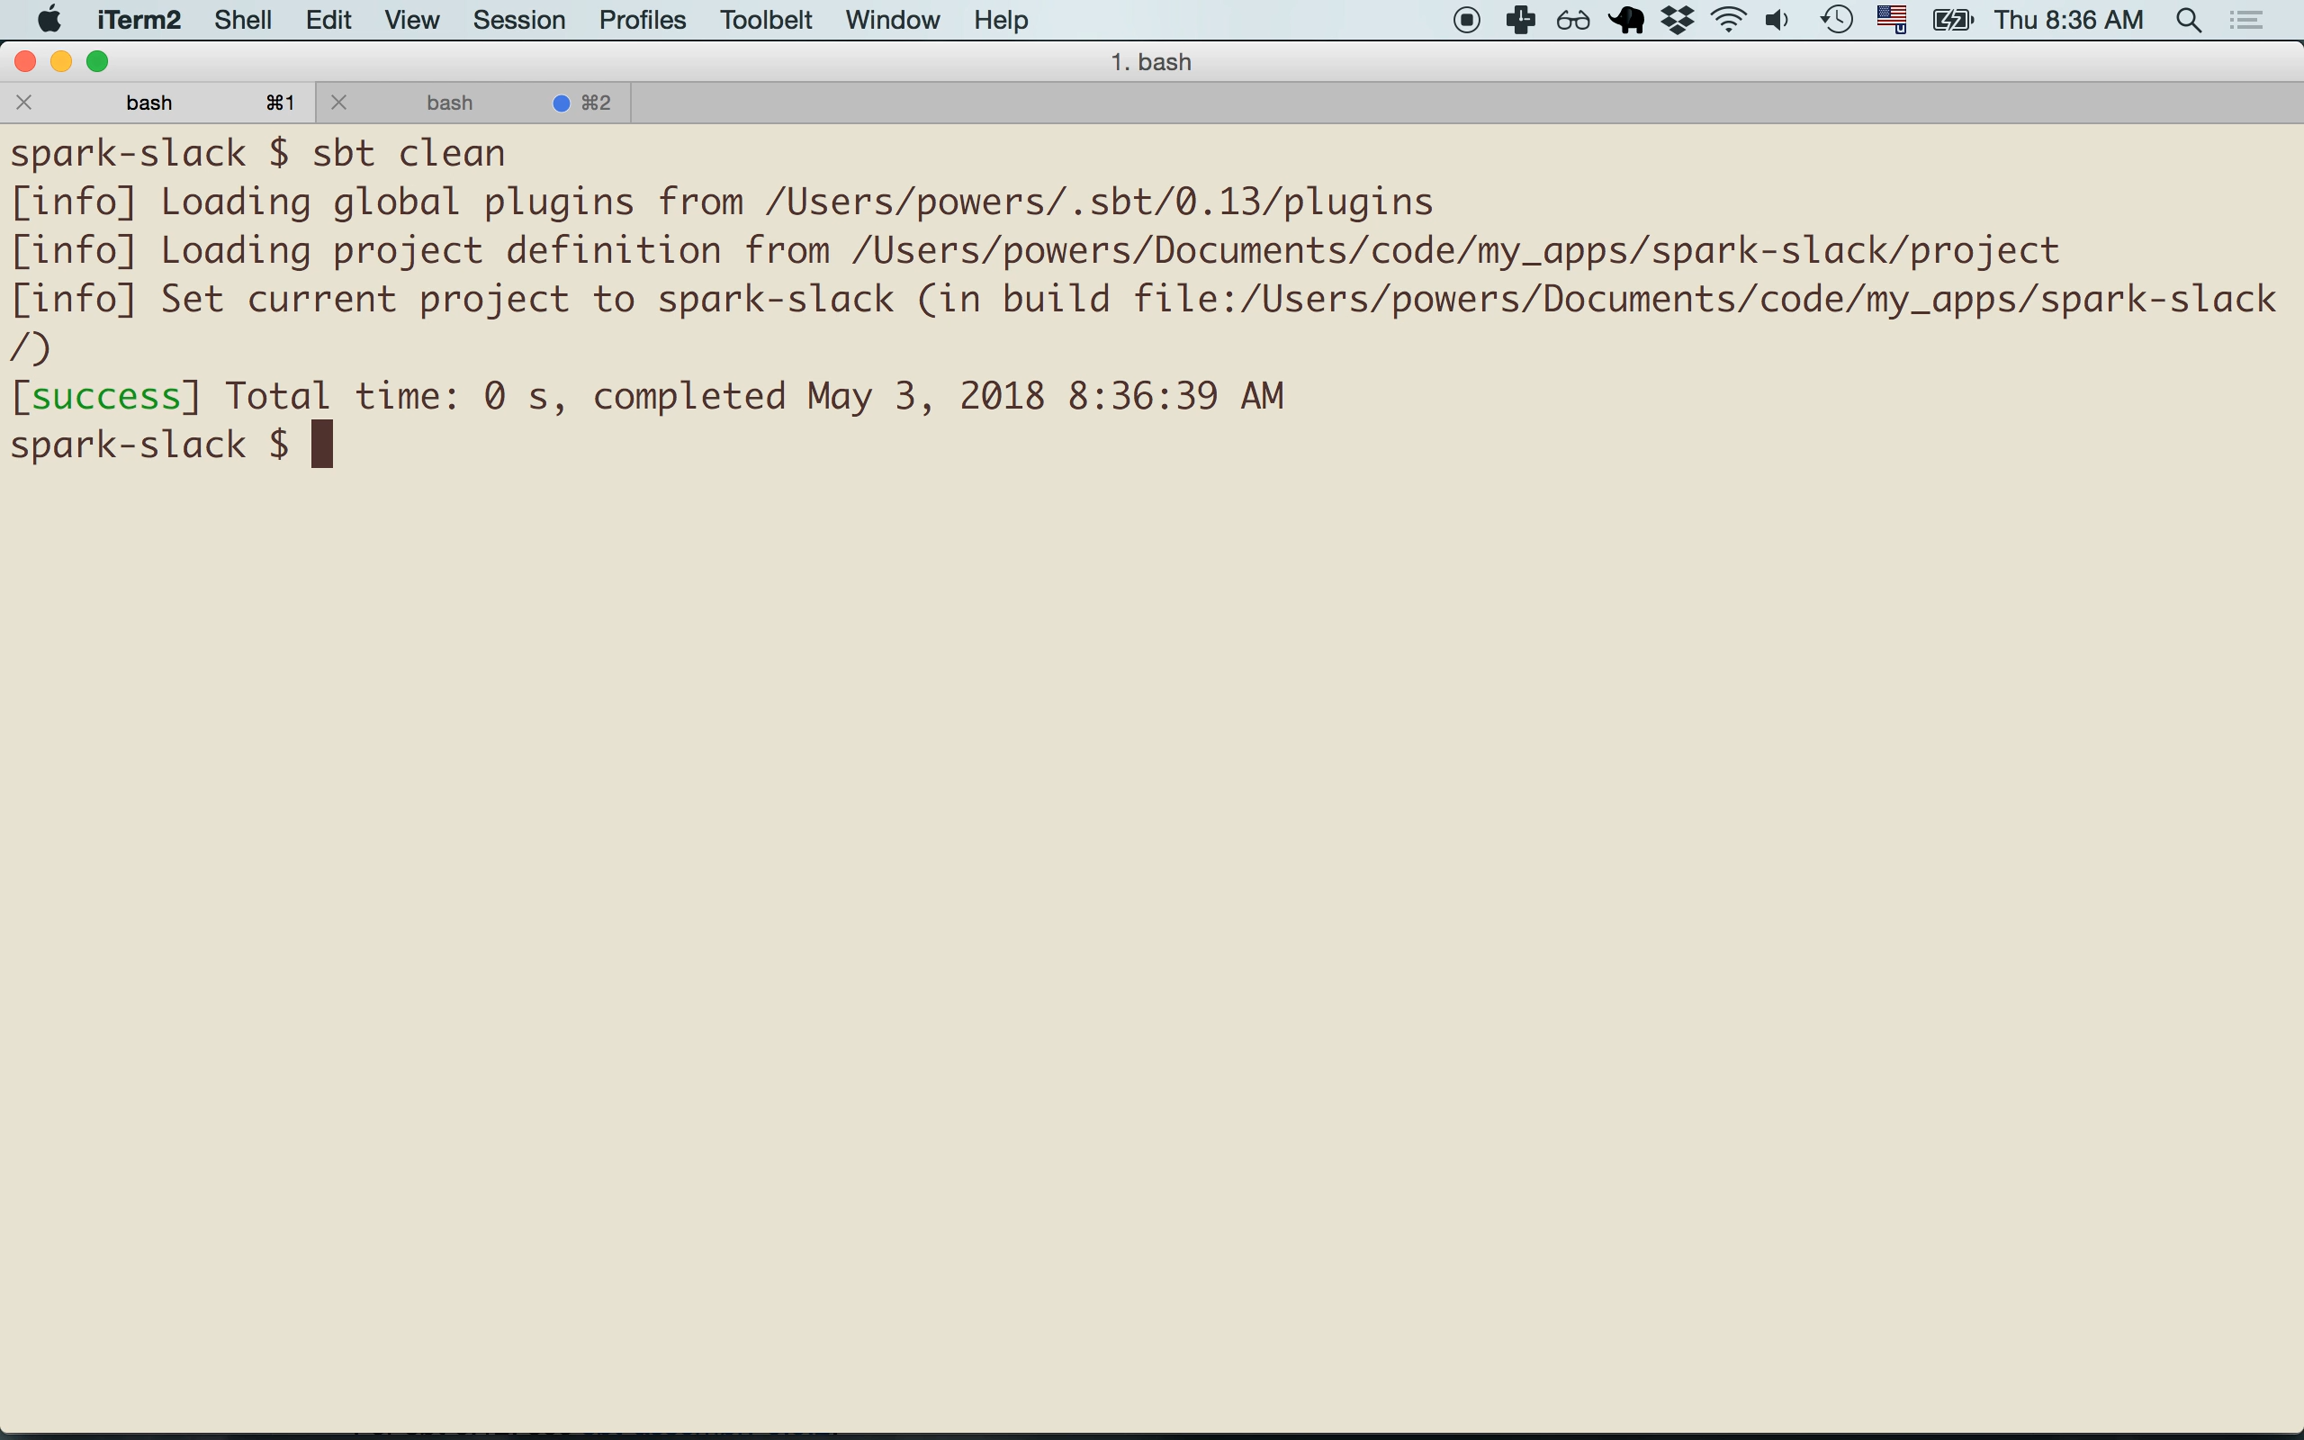 iTerm2 Shell Edit View Session Profiles Toolbelt Window Help Thu 8:36 AM
1. bash
bash ⌘1 bash ⌘2
spark-slack $ sbt clean
[info] Loading global plugins from /Users/powers/.sbt/0.13/plugins
[info] Loading project definition from /Users/powers/Documents/code/my_apps/spark-slack/project
[info] Set current project to spark-slack (in build file:/Users/powers/Documents/code/my_apps/spark-slack
/)
[success] Total time: 0 s, completed May 3, 2018 8:36:39 AM
spark-slack $